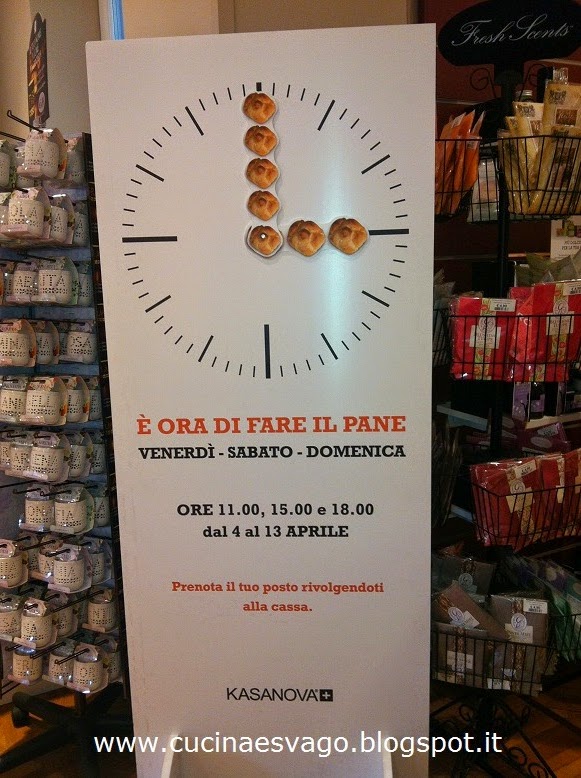 Fresh Scents
È ORA DI FARE IL PANE
VENERDÌ - SABATO - DOMENICA
ORE 11.00, 15.00 e 18.00
dal 4 al 13 APRILE
Prenota il tuo posto rivolgendoti
alla cassa.
KASANOVA+
www.cucinaesvago.blogspot.it